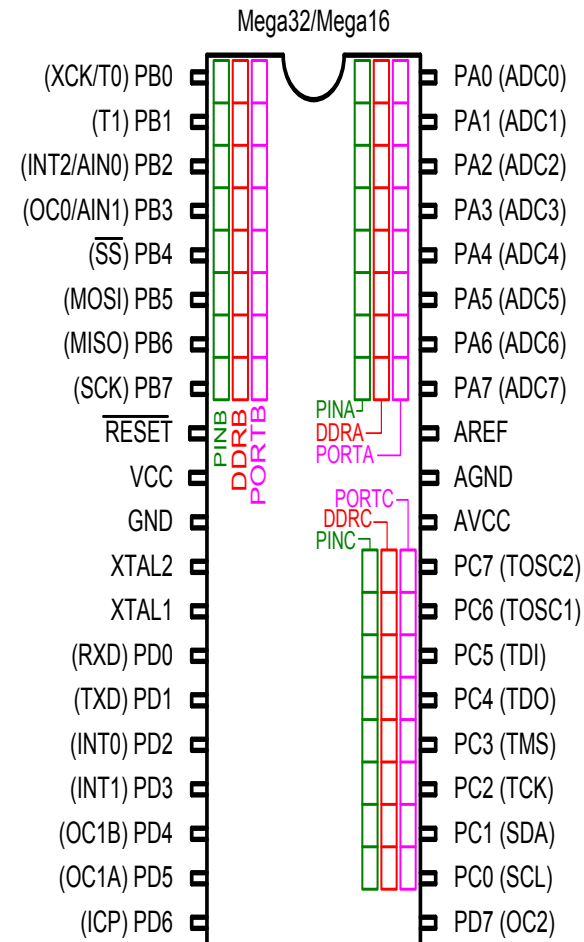 Mega32/Mega16
(XCK/T0) PB0
(T1) PB1
(INT2/AIN0) PB2
(OC0/AIN1) PB3
(SS) PB4
(MOSI) PB5
(MISO) PB6
(SCK) PB7
RESET
VCC
GND
XTAL2
XTAL1
(RXD) PD0
(TXD) PD1
(INT0) PD2
(INT1) PD3
(OC1B) PD4
(OC1A) PD5
(ICP) PD6
PINB
DDRB
PORTB
PINA
DDRA
PORTA
PORTC
DDRC
PINC
PA0 (ADC0)
PA1 (ADC1)
PA2 (ADC2)
PA3 (ADC3)
PA4 (ADC4)
PA5 (ADC5)
PA6 (ADC6)
PA7 (ADC7)
AREF
AGND
AVCC
PC7 (TOSC2)
PC6 (TOSC1)
PC5 (TDI)
PC4 (TDO)
PC3 (TMS)
PC2 (TCK)
PC1 (SDA)
PC0 (SCL)
PD7 (OC2)